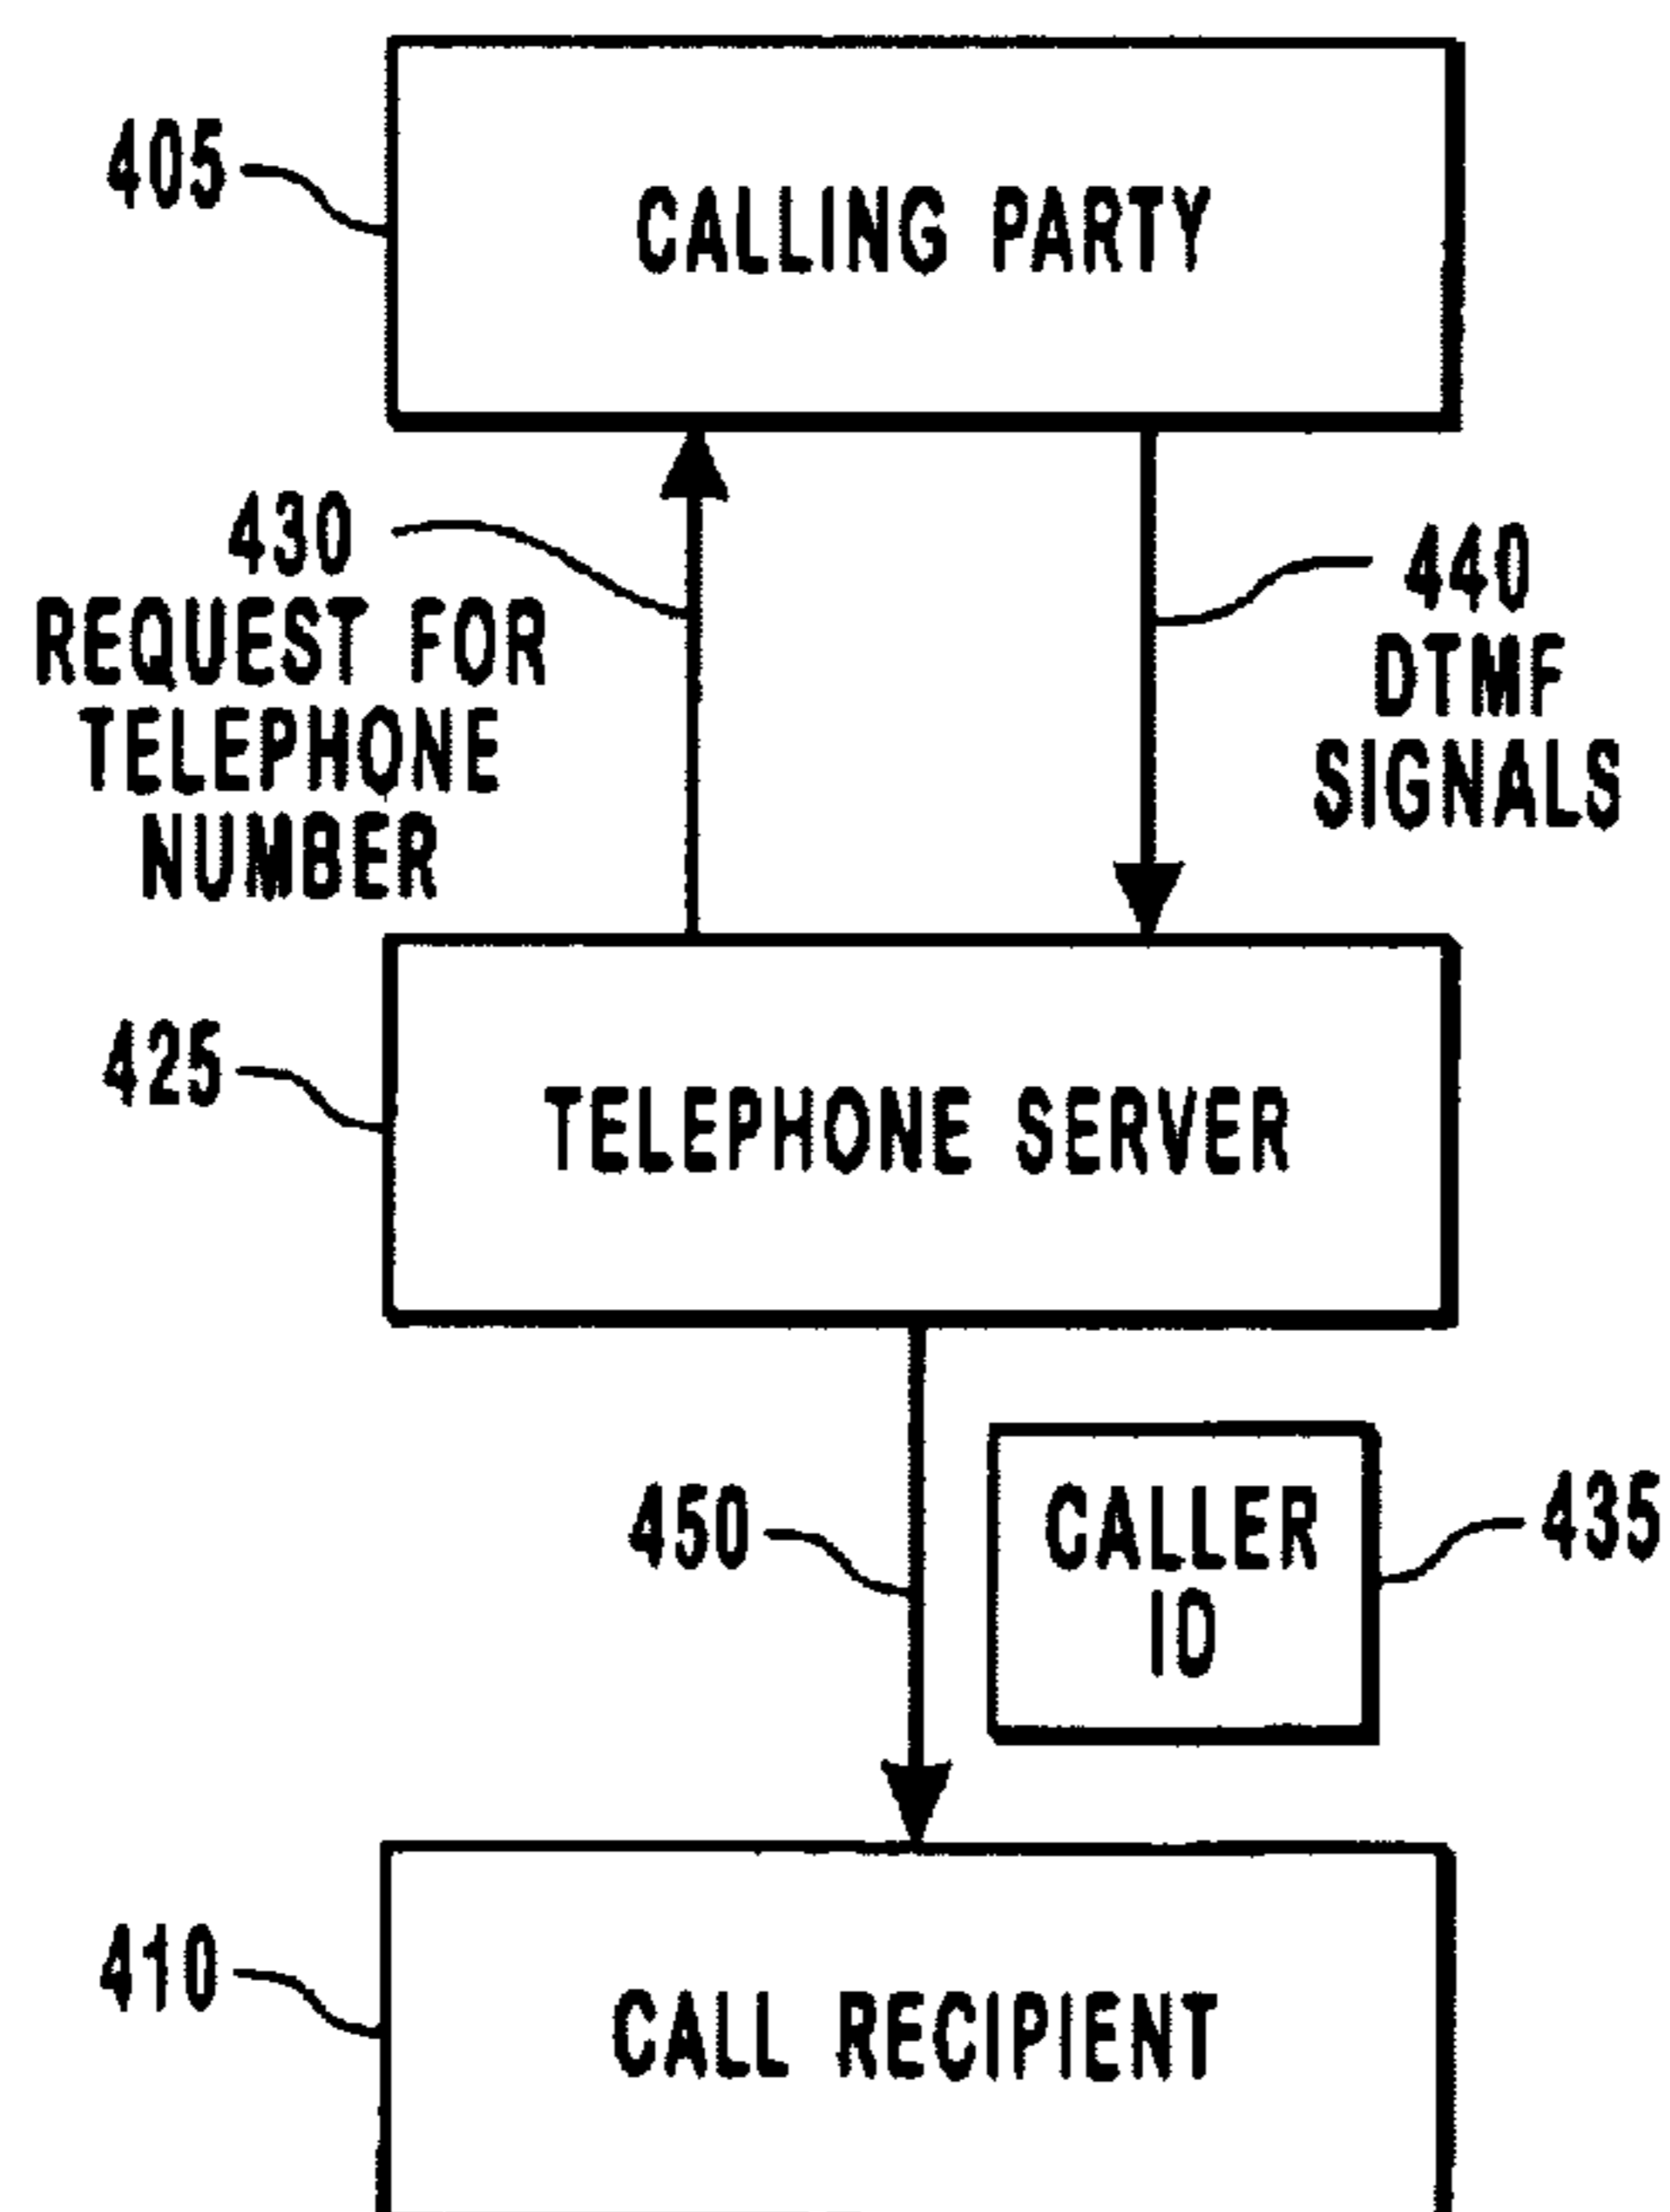 405
CALLING PARTY
430
REQUEST FOR
TELEPHONE
NUMBER
440
DTMF
SIGNALS
425
TELEPHONE SERVER
450
CALLER
ID
435
410
CALL RECIPIENT